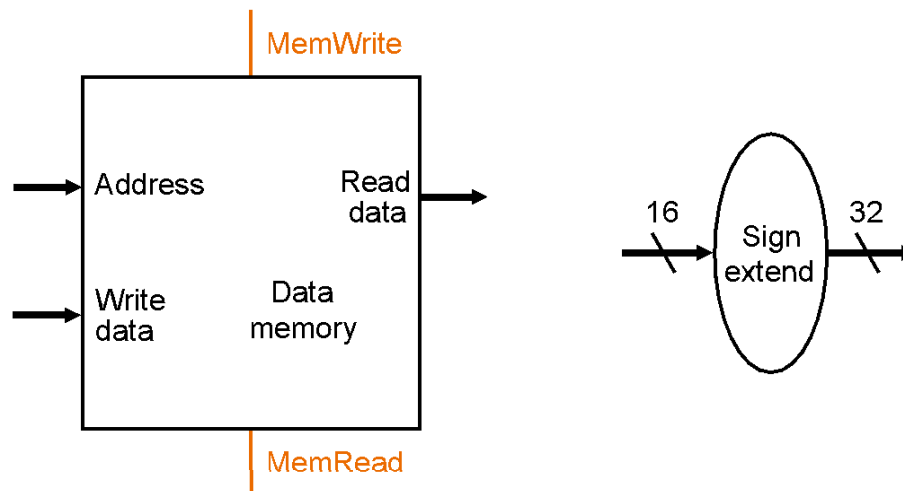 MemWrite
Address
Read
data
Write
data
Data
memory
MemRead
16
32
Sign
extend